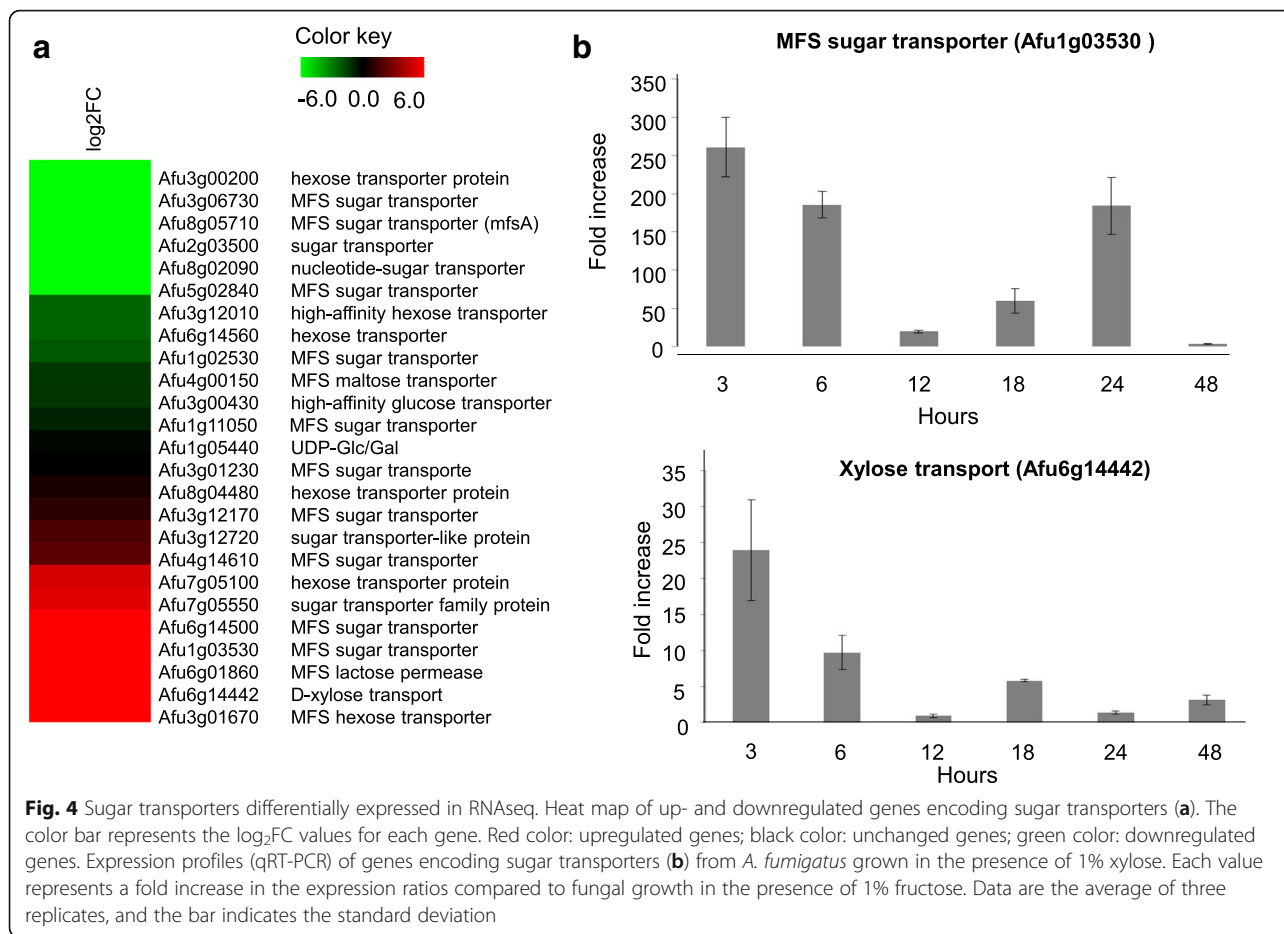 a
Color key
-6.0 0.0 6.0
log2FC
Afu3g00200 hexose transporter protein
Afu3g06730 MFS sugar transporter
Afu8g05710 MFS sugar transporter (mfsA)
Afu2g03500 sugar transporter
Afu8g02090 nucleotide-sugar transporter
Afu5g02840 MFS sugar transporter
Afu3g12010 high-affinity hexose transporter
Afu6g14560 hexose transporter
Afu1g02530 MFS sugar transporter
Afu4g00150 MFS maltose transporter
Afu3g00430 high-affinity glucose transporter
Afu1g11050 MFS sugar transporter
Afu1g05440 UDP-Glc/Gal
Afu3g01230 MFS sugar transporte
Afu8g04480 hexose transporter protein
Afu3g12170 MFS sugar transporter
Afu3g12720 sugar transporter-like protein
Afu4g14610 MFS sugar transporter
Afu7g05100 hexose transporter protein
Afu7g05550 sugar transporter family protein
Afu6g14500 MFS sugar transporter
Afu1g03530 MFS sugar transporter
Afu6g01860 MFS lactose permease
Afu6g14442 D-xylose transport
Afu3g01670 MFS hexose transporter
b
MFS sugar transporter (Afu1g03530 )
Fold increase
350
300
250
200
150
100
50
0
3 6 12 18 24 48
Hours
Xylose transport (Afu6g14442)
Fold increase
35
30
25
20
15
10
5
0
3 6 12 18 24 48
Hours
Fig. 4 Sugar transporters differentially expressed in RNAseq. Heat map of up- and downregulated genes encoding sugar transporters (a). The
color bar represents the log₂FC values for each gene. Red color: upregulated genes; black color: unchanged genes; green color: downregulated
genes. Expression profiles (qRT-PCR) of genes encoding sugar transporters (b) from A. fumigatus grown in the presence of 1% xylose. Each value
represents a fold increase in the expression ratios compared to fungal growth in the presence of 1% fructose. Data are the average of three
replicates, and the bar indicates the standard deviation